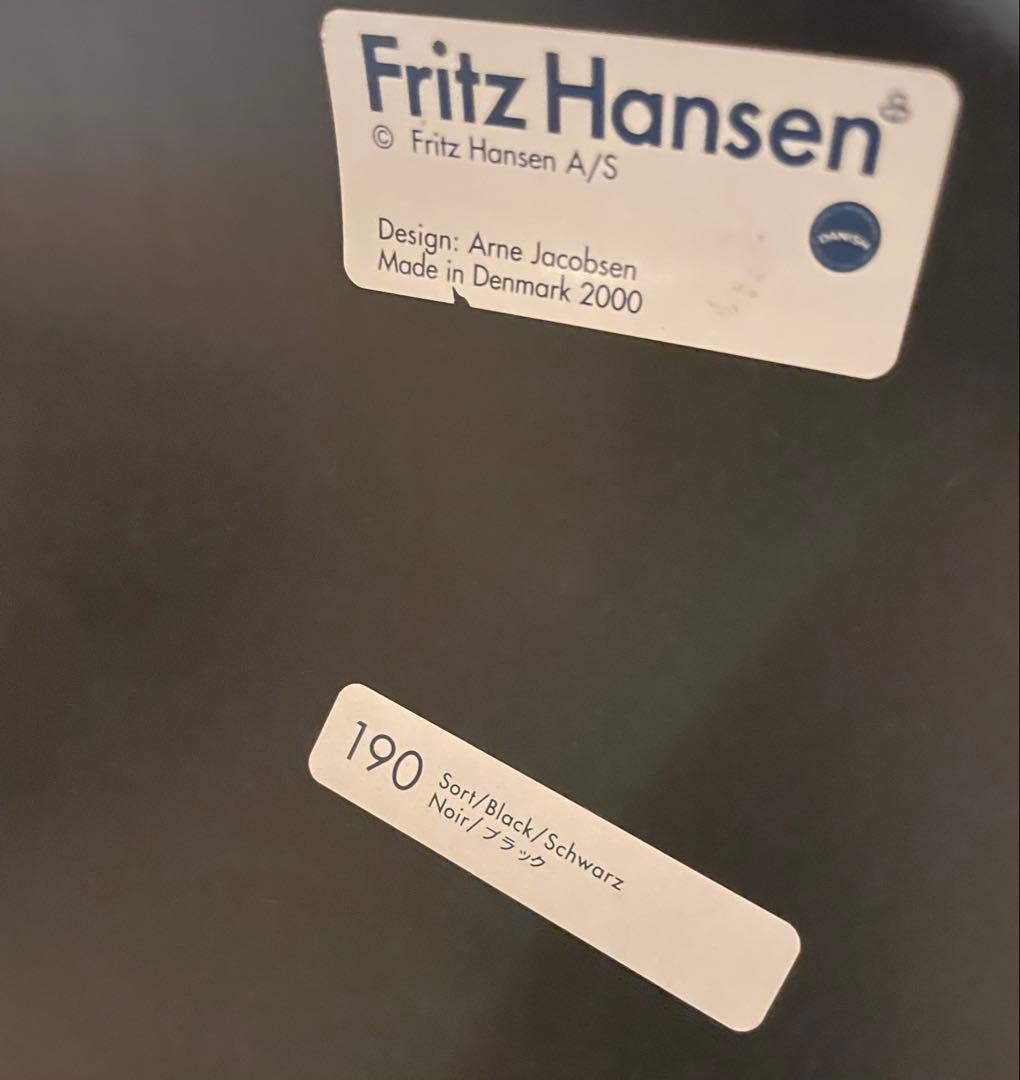 Fritz Hansen®
© Fritz Hansen A/S
Design: Arne Jacobsen
Made in Denmark 2000
190 Sort/Black/Schwarz
Noir/ブラック